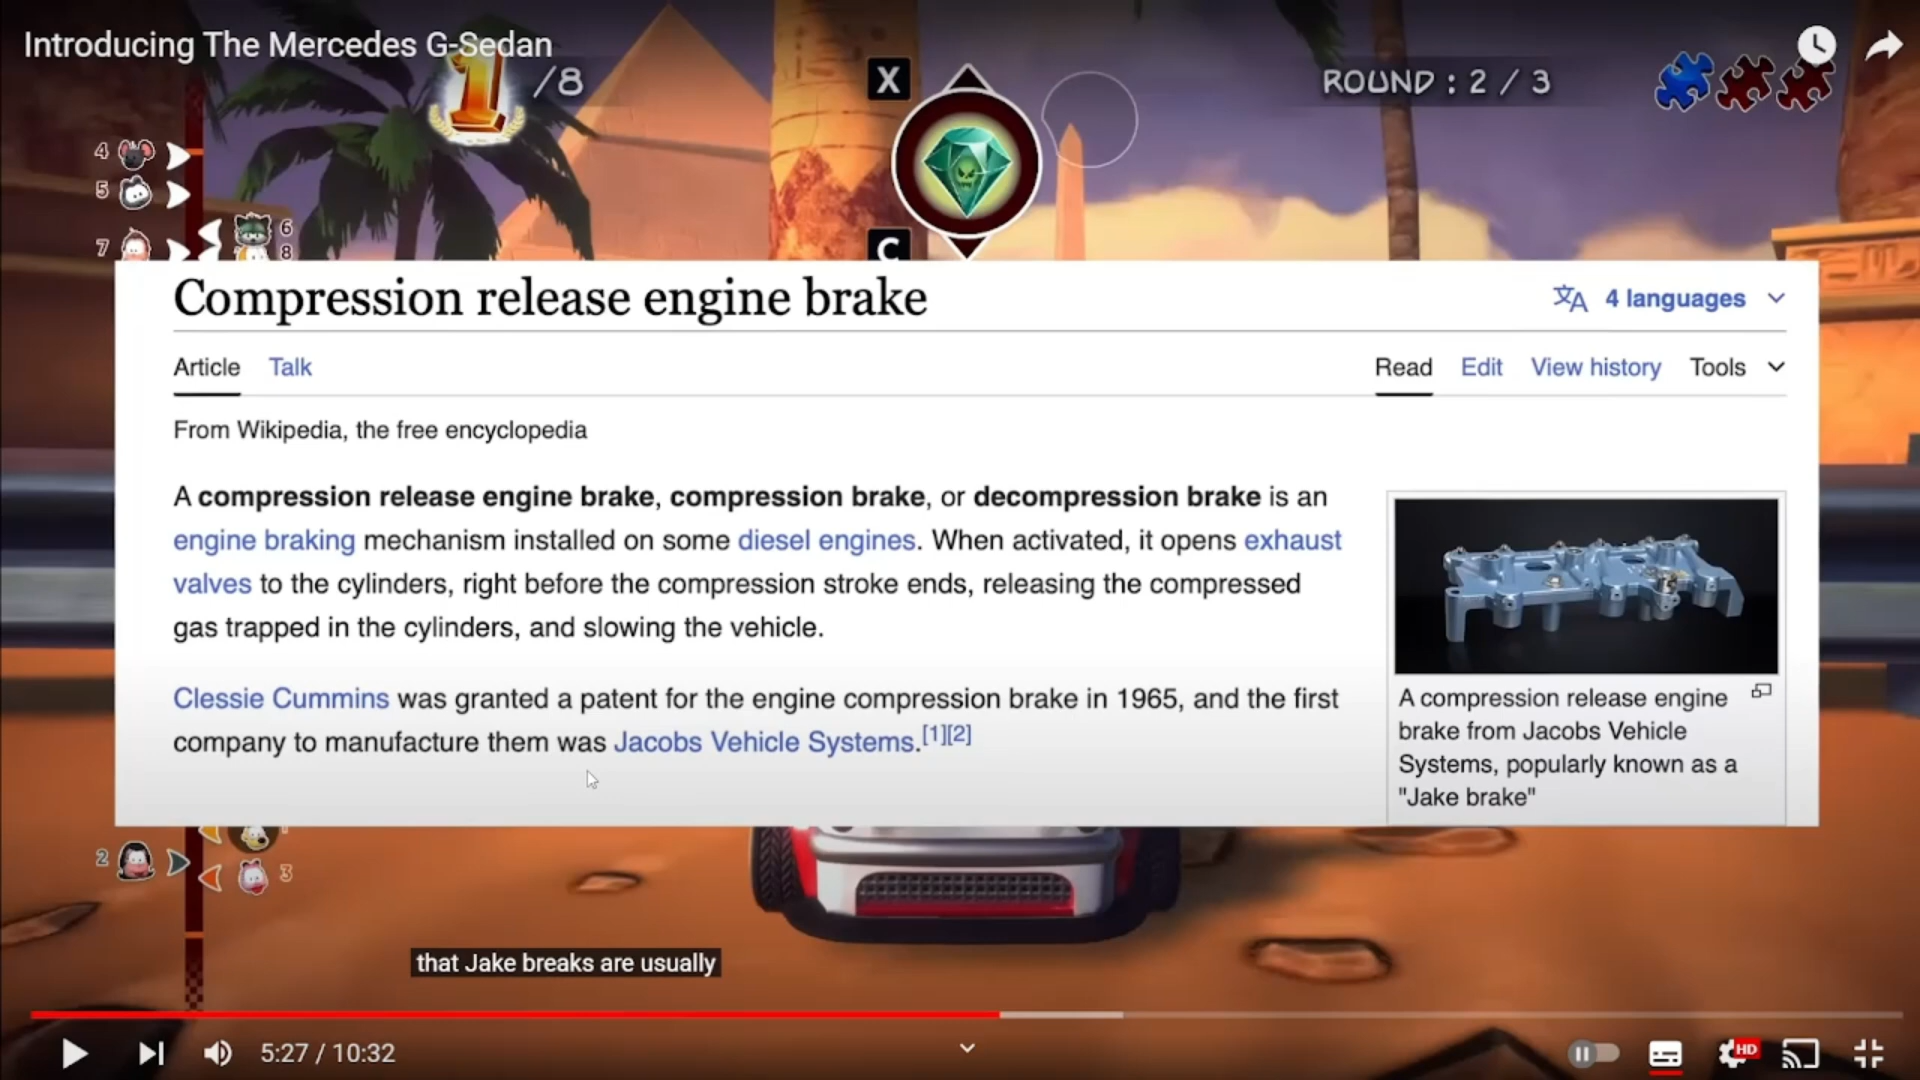 Introducing The Mercedes G-Sedan
1/8
X
ROUND : 2 / 3
4
5
6
7
8
C
Compression release engine brake
4 languages
Article Talk
Read Edit View history Tools
From Wikipedia, the free encyclopedia
A compression release engine brake, compression brake, or decompression brake is an
engine braking mechanism installed on some diesel engines. When activated, it opens exhaust
valves to the cylinders, right before the compression stroke ends, releasing the compressed
gas trapped in the cylinders, and slowing the vehicle.
Clessie Cummins was granted a patent for the engine compression brake in 1965, and the first
company to manufacture them was Jacobs Vehicle Systems.[1][2]
A compression release engine
brake from Jacobs Vehicle
Systems, popularly known as a
"Jake brake"
2
3
that Jake breaks are usually
5:27 / 10:32
HD